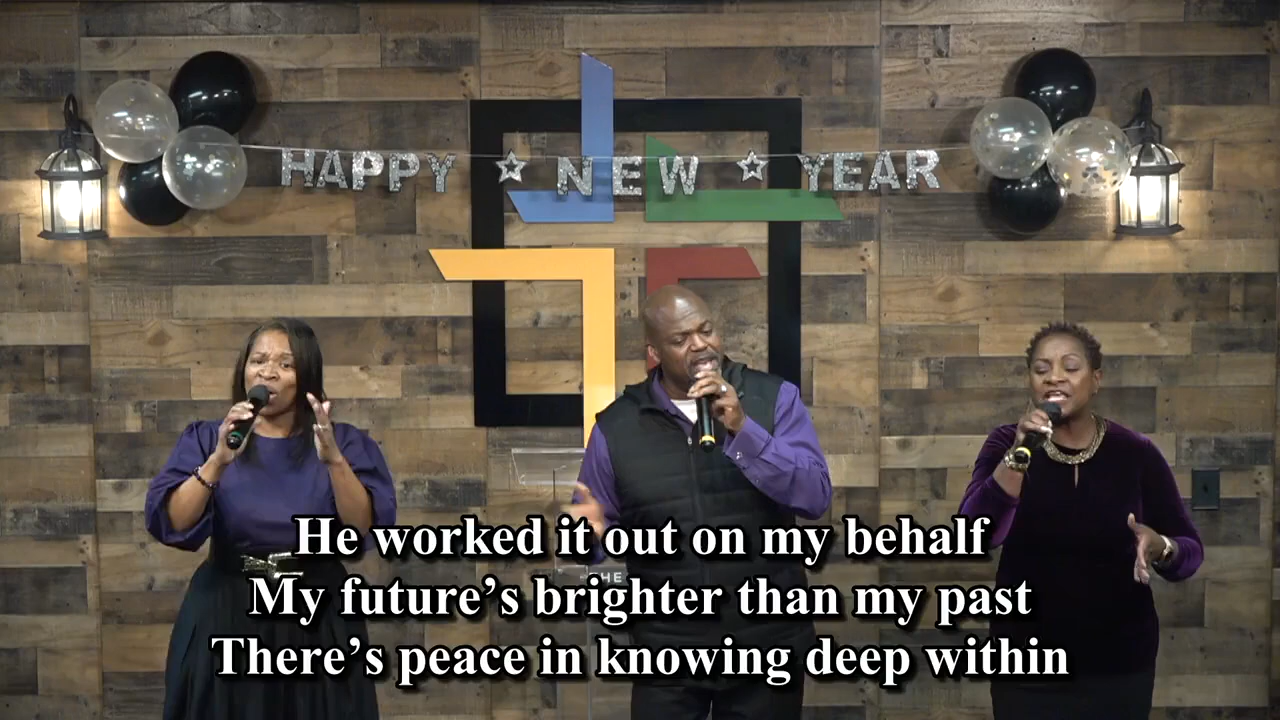 HAPPY NEW YEAR
THE
He worked it out on my behalf
My future's brighter than my past
There's peace in knowing deep within